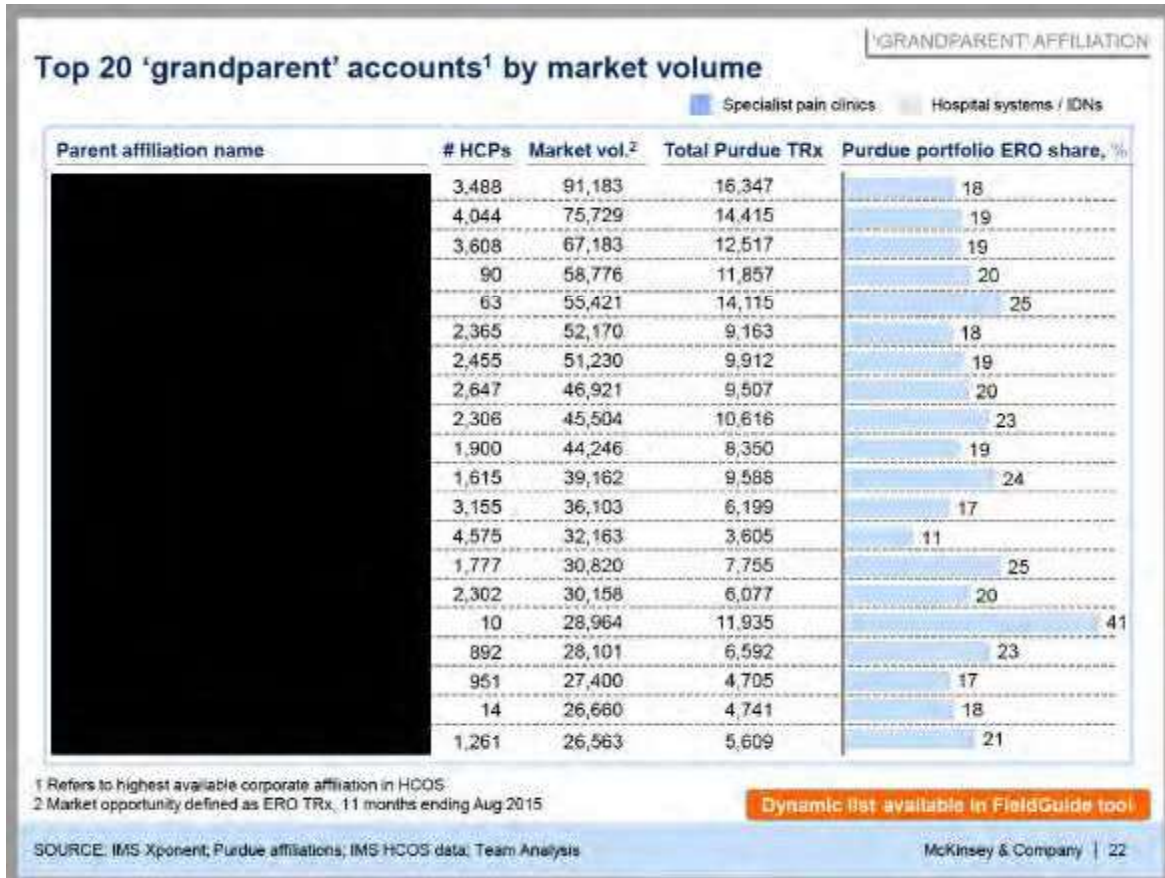 'GRANDPARENT' AFFILIATION
Top 20 ‘grandparent’ accounts¹ by market volume
Specialist pain clinics Hospital systems / IDNs
Parent affiliation name # HCPs Market vol.² Total Purdue TRx Purdue portfolio ERO share, %
3,488 91,183 16,347 18
4,044 75,729 14,415 19
3,608 67,183 12,517 19
90 58,776 11,857 20
63 55,421 14,115 25
2,365 52,170 9,163 18
2,455 51,230 9,912 19
2,647 46,921 9,507 20
2,306 45,504 10,616 23
1,900 44,246 8,350 19
1,615 39,162 9,588 24
3,155 36,103 6,199 17
4,575 32,163 3,605 11
1,777 30,820 7,755 25
2,302 30,158 6,077 20
10 28,964 11,935 41
892 28,101 6,592 23
951 27,400 4,705 17
14 26,660 4,741 18
1,261 26,563 5,609 21
1 Refers to highest available corporate affiliation in HCOS
2 Market opportunity defined as ERO TRx, 11 months ending Aug 2015
Dynamic list available in FieldGuide tool
SOURCE: IMS Xponent; Purdue affiliations; IMS HCOS data; Team Analysis
McKinsey & Company | 22